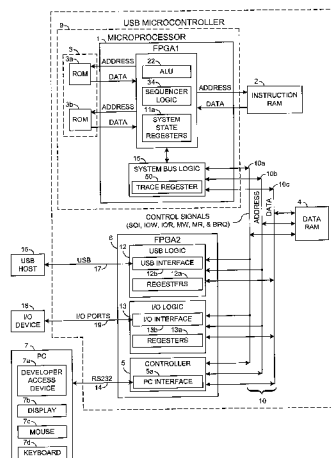 USB MICROCONTROLLER
9
MICROPROCESSOR
1
FPGA1
3
3a
ROM
ADDRESS
DATA
22
ALU
34
SEQUENCER
LOGIC
ADDRESS
DATA
2
INSTRUCTION
RAM
3b
ROM
ADDRESS
DATA
11a
SYSTEM
STATE
REGISTERS
15
SYSTEM BUS LOGIC
50
TRACE REGISTER
10a
10b
ADDRESS
DATA
4
DATA
RAM
CONTROL SIGNALS
(SOI, IOW, IOR, MW, MR, & BRQ)
6
FPGA2
16
USB
HOST
USB
17
12
USB LOGIC
USB INTERFACE
12b
12a
REGISTERS
18
I/O
DEVICE
I/O PORTS
19
13
I/O LOGIC
I/O INTERFACE
13b
13a
REGISTERS
7
PC
7a
DEVELOPER
ACCESS
DEVICE
RS232
14
5
CONTROLLER
5a
PC INTERFACE
10
7b
DISPLAY
7c
MOUSE
7d
KEYBOARD